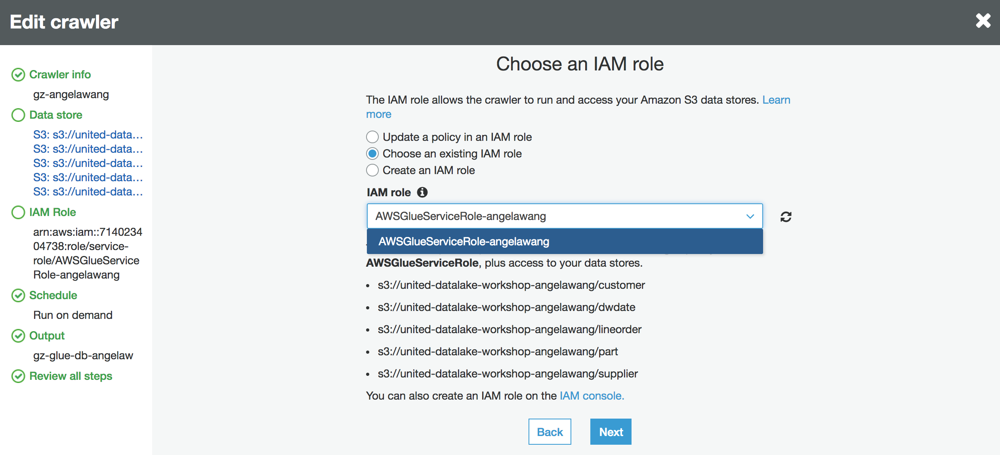 Edit crawler
Crawler info
gz-angelawang
Data store
S3: s3://united-data...
S3: s3://united-data...
S3: s3://united-data...
S3: s3://united-data...
S3: s3://united-data...
IAM Role
arn:aws:iam::7140234
04738:role/service-
role/AWSGlueService
Role-angelawang
Schedule
Run on demand
Output
gz-glue-db-angelaw
Review all steps
Choose an IAM role
The IAM role allows the crawler to run and access your Amazon S3 data stores. Learn
more
Update a policy in an IAM role
Choose an existing IAM role
Create an IAM role
IAM role
AWSGlueServiceRole-angelawang
AWSGlueServiceRole-angelawang
AWSGlueServiceRole, plus access to your data stores.
• s3://united-datalake-workshop-angelawang/customer
• s3://united-datalake-workshop-angelawang/dwdate
• s3://united-datalake-workshop-angelawang/lineorder
• s3://united-datalake-workshop-angelawang/part
• s3://united-datalake-workshop-angelawang/supplier
You can also create an IAM role on the IAM console.
Back
Next